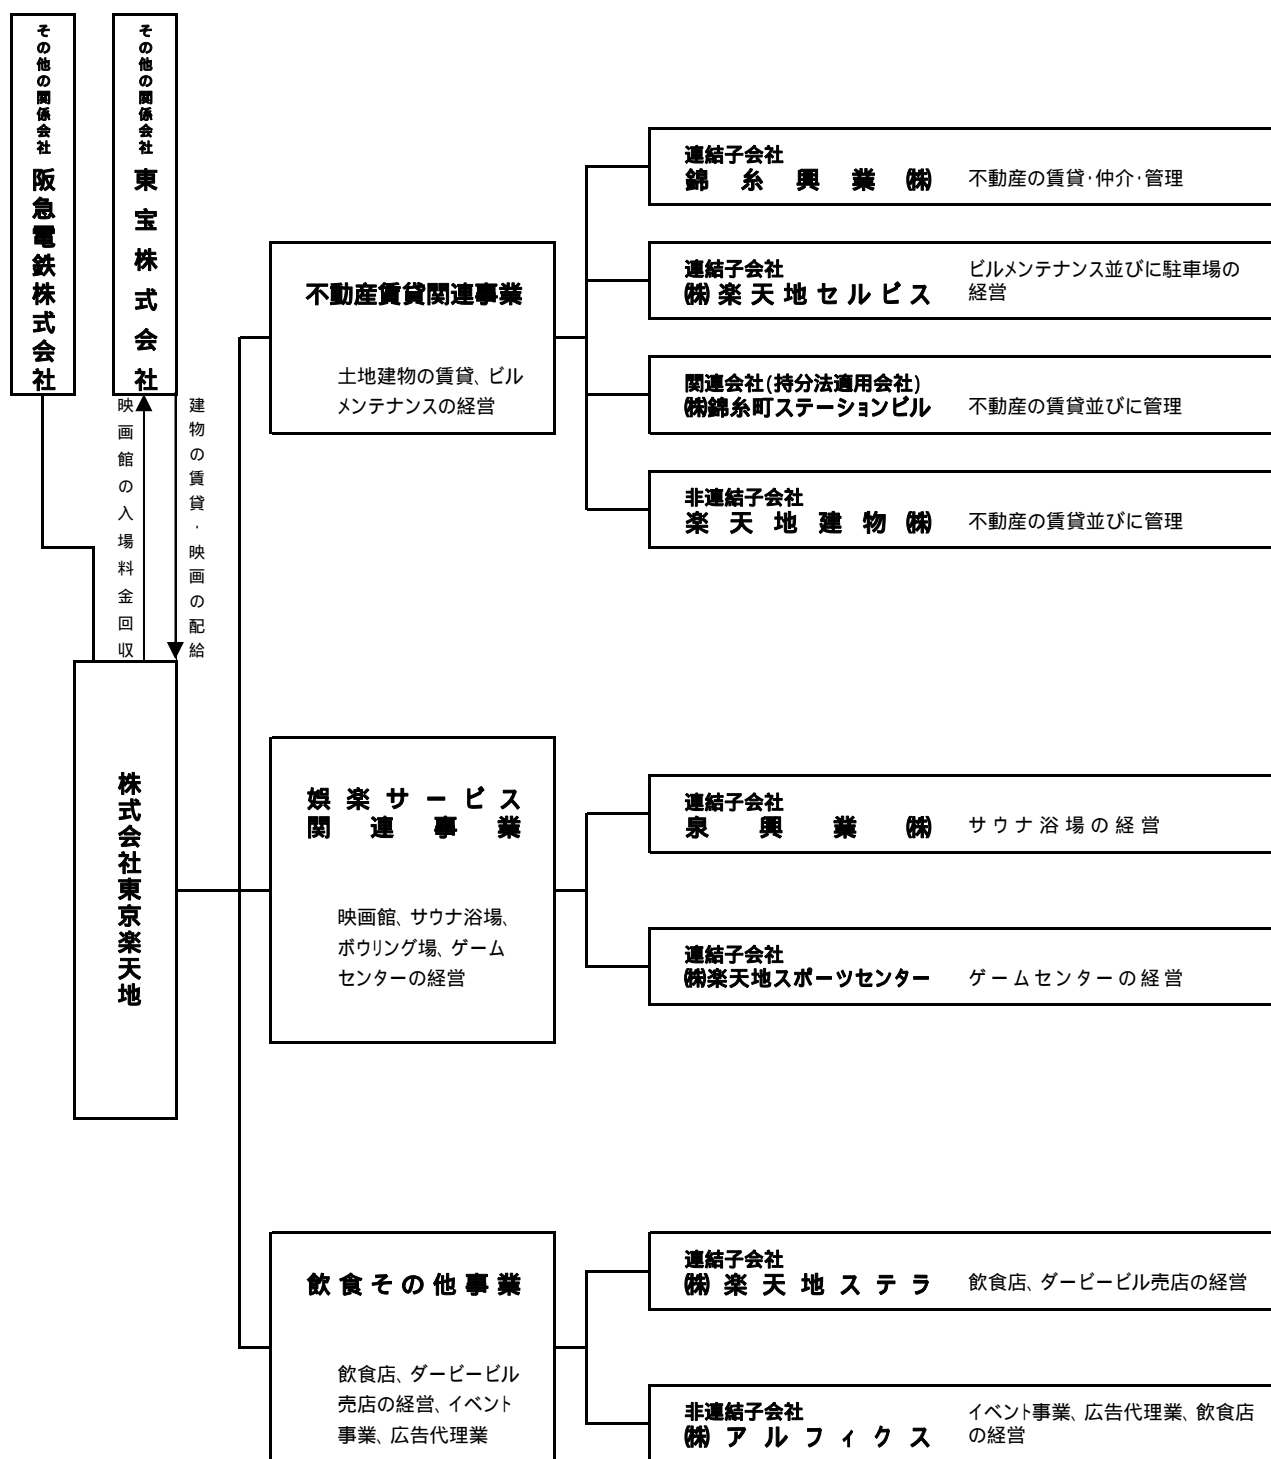 その他の関係会社 阪急電鉄株式会社
その他の関係会社 東宝株式会社
映画館の入場料金回収
建物の賃貸・映画の配給
株式会社東京楽天地
不動産賃貸関連事業
土地建物の賃貸、ビル
メンテナンスの経営
連結子会社
錦糸興業㈱ 不動産の賃貸・仲介・管理
連結子会社
㈱楽天地セルビス
ビルメンテナンス並びに駐車場の
経営
関連会社(持分法適用会社)
㈱錦糸町ステーションビル 不動産の賃貸並びに管理
非連結子会社
楽天地建物㈱ 不動産の賃貸並びに管理
娯楽サービス
関連事業
映画館、サウナ浴場、
ボウリング場、ゲーム
センターの経営
連結子会社
泉興業㈱ サウナ浴場の経営
連結子会社
㈱楽天地スポーツセンター ゲームセンターの経営
飲食その他事業
飲食店、ダービービル
売店の経営、イベント
事業、広告代理業
連結子会社
㈱楽天地ステラ 飲食店、ダービービル売店の経営
非連結子会社
㈱アルフィクス
イベント事業、広告代理業、飲食店
の経営